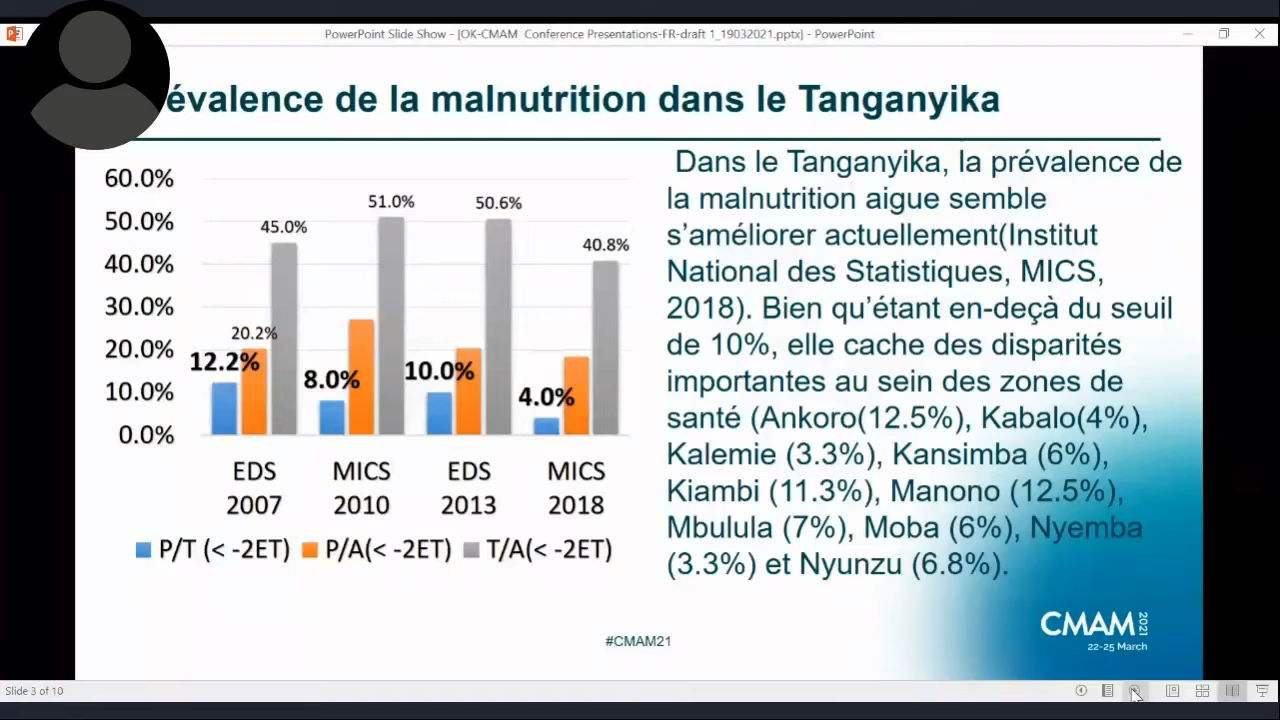 PowerPoint Slide Show - [OK-CMAM Conference Presentations-FR-draft 1_19032021.pptx] - PowerPoint
évalence de la malnutrition dans le Tanganyika
60.0%
50.0%
40.0%
30.0%
20.0%
10.0%
0.0%
12.2%
20.2%
45.0%
8.0%
51.0%
10.0%
50.6%
4.0%
40.8%
EDS 2007
MICS 2010
EDS 2013
MICS 2018
P/T (< -2ET)
P/A(< -2ET)
T/A(< -2ET)
Dans le Tanganyika, la prévalence de
la malnutrition aigue semble
s’améliorer actuellement(Institut
National des Statistiques, MICS,
2018). Bien qu’étant en-deçà du seuil
de 10%, elle cache des disparités
importantes au sein des zones de
santé (Ankoro(12.5%), Kabalo(4%),
Kalemie (3.3%), Kansimba (6%),
Kiambi (11.3%), Manono (12.5%),
Mbulula (7%), Moba (6%), Nyemba
(3.3%) et Nyunzu (6.8%).
#CMAM21
CMAM 2021
22-25 March
Slide 3 of 10